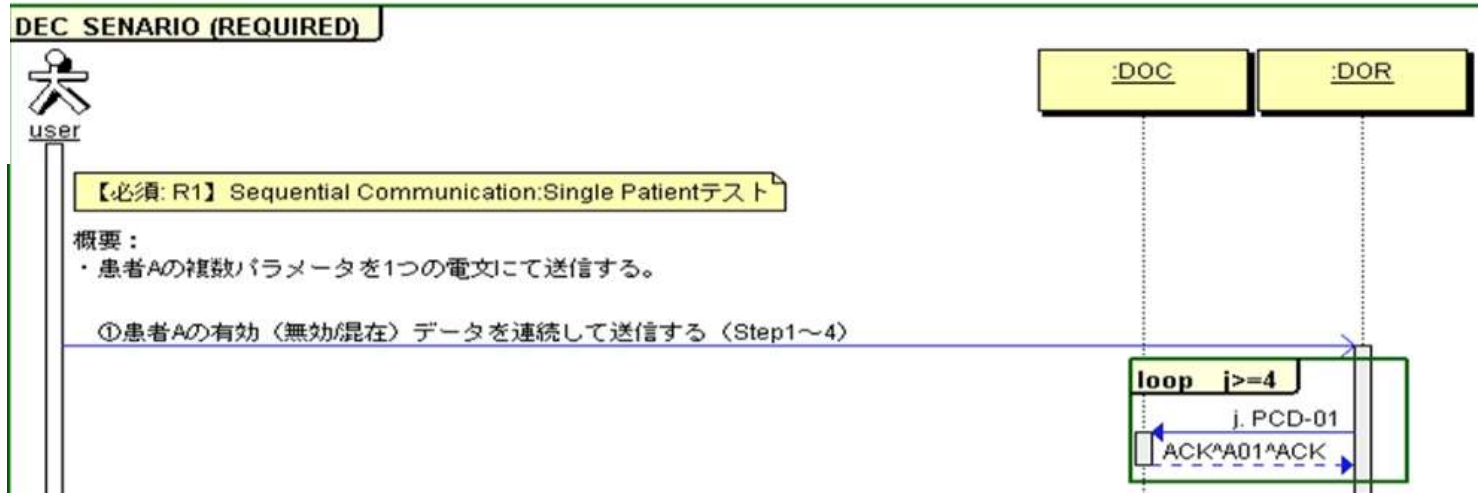 DEC SENARIO (REQUIRED)
:DOC
:DOR
user
【必須: R1】Sequential Communication:Single Patientテスト
概要：
・患者Aの複数パラメータを1つの電文にて送信する。
①患者Aの有効（無効/混在）データを連続して送信する（Step1～4）
loop j>=4
j. PCD-01
ACK^A01^ACK